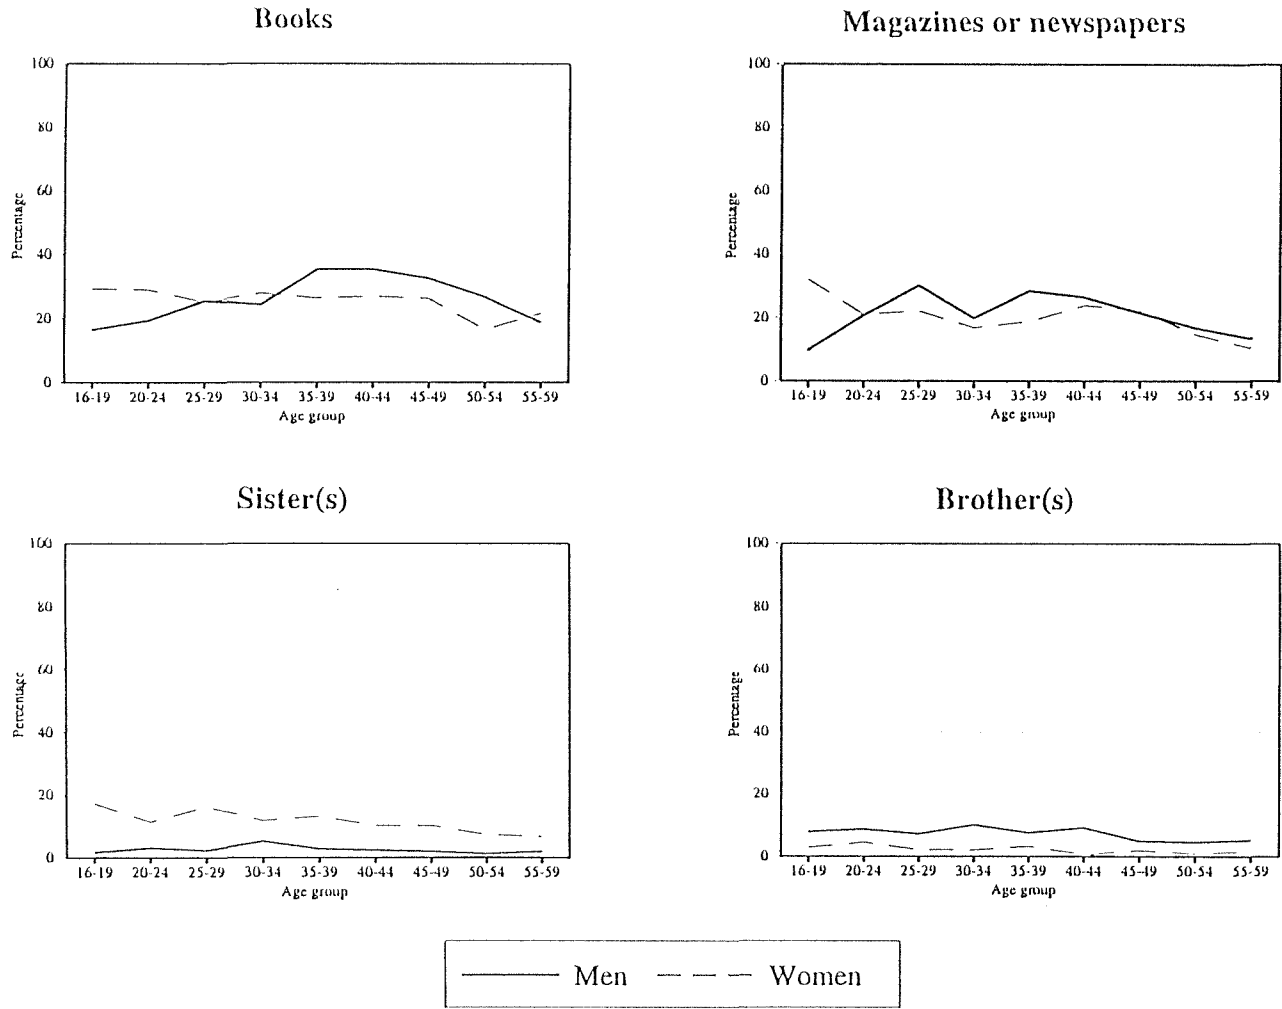 Books
Magazines or newspapers
100
80
60
40
20
0
Percentage
16-19 20-24 25-29 30-34 35-39 40-44 45-49 50-54 55-59
Age group
100
80
60
40
20
0
Percentage
16-19 20-24 25-29 30-34 35-39 40-44 45-49 50-54 55-59
Age group
Sister(s)
Brother(s)
100
80
60
40
20
0
Percentage
16-19 20-24 25-29 30-34 35-39 40-44 45-49 50-54 55-59
Age group
100
80
60
40
20
0
Percentage
16-19 20-24 25-29 30-34 35-39 40-44 45-49 50-54 55-59
Age group
Men Women